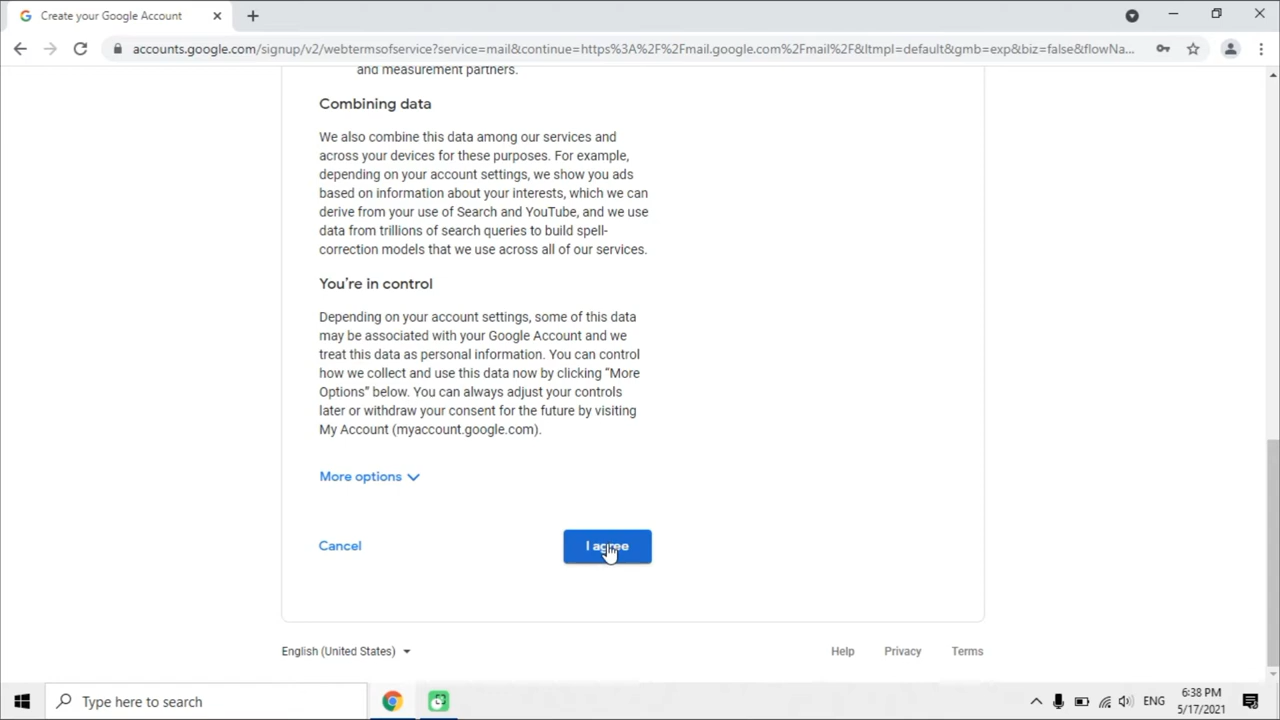 Create your Google Account
accounts.google.com/signup/v2/webtermsofservice?service=mail&continue=https%3A%2F%2Fmail.google.com%2Fmail%2F&ltmpl=default&gmb=exp&biz=false&flowNa...
and measurement partners.
Combining data
We also combine this data among our services and
across your devices for these purposes. For example,
depending on your account settings, we show you ads
based on information about your interests, which we can
derive from your use of Search and YouTube, and we use
data from trillions of search queries to build spell-
correction models that we use across all of our services.
You're in control
Depending on your account settings, some of this data
may be associated with your Google Account and we
treat this data as personal information. You can control
how we collect and use this data now by clicking “More
Options” below. You can always adjust your controls
later or withdraw your consent for the future by visiting
My Account (myaccount.google.com).
More options
Cancel
I agree
English (United States)
Help
Privacy
Terms
Type here to search
ENG
6:38 PM
5/17/2021